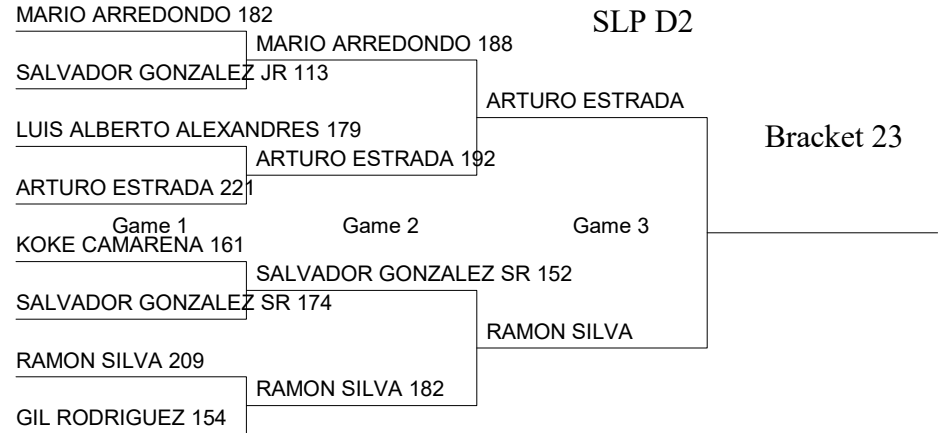 MARIO ARREDONDO 182
SLP D2
MARIO ARREDONDO 188
SALVADOR GONZALEZ JR 113
ARTURO ESTRADA
LUIS ALBERTO ALEXANDRES 179
Bracket 23
ARTURO ESTRADA 192
ARTURO ESTRADA 221
Game 1
Game 2
Game 3
KOKE CAMARENA 161
SALVADOR GONZALEZ SR 152
SALVADOR GONZALEZ SR 174
RAMON SILVA
RAMON SILVA 209
RAMON SILVA 182
GIL RODRIGUEZ 154